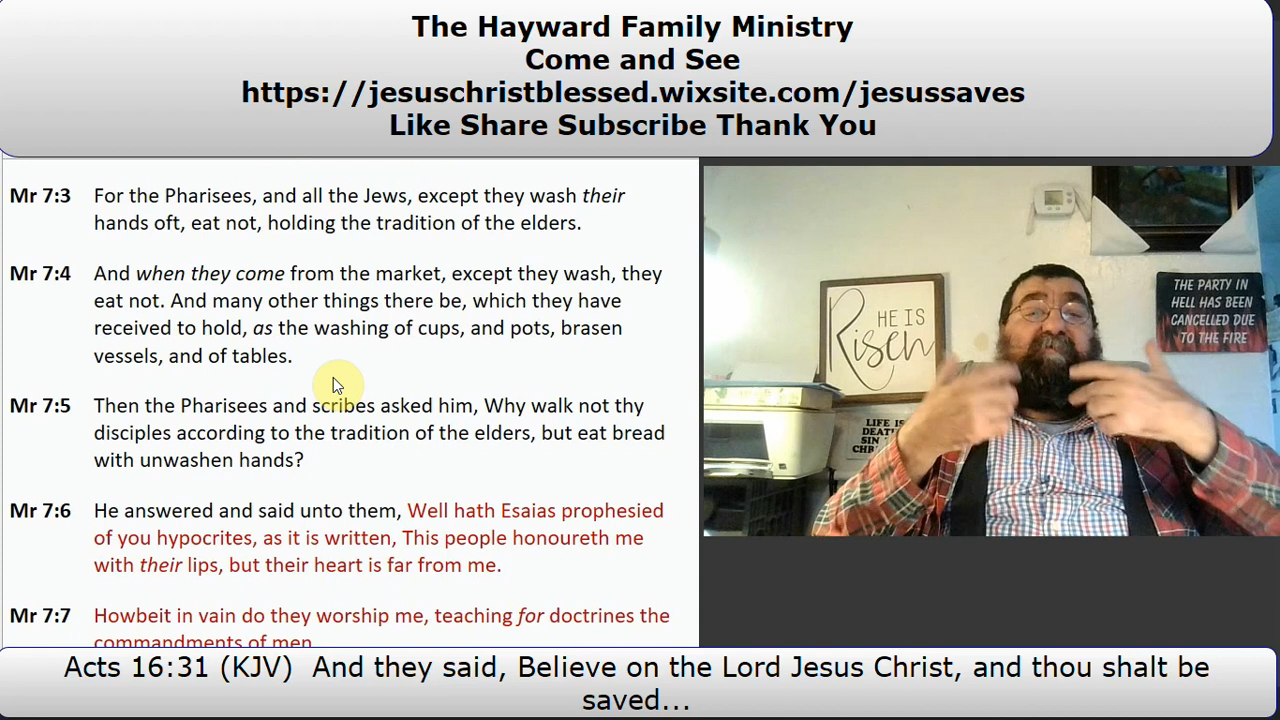 The Hayward Family Ministry
Come and See
https://jesuschristblessed.wixsite.com/jesussaves
Like Share Subscribe Thank You
Mr 7:3 For the Pharisees, and all the Jews, except they wash their
hands oft, eat not, holding the tradition of the elders.
Mr 7:4 And when they come from the market, except they wash, they
eat not. And many other things there be, which they have
received to hold, as the washing of cups, and pots, brasen
vessels, and of tables.
Mr 7:5 Then the Pharisees and scribes asked him, Why walk not thy
disciples according to the tradition of the elders, but eat bread
with unwashen hands?
Mr 7:6 He answered and said unto them, Well hath Esaias prophesied
of you hypocrites, as it is written, This people honoureth me
with their lips, but their heart is far from me.
Mr 7:7 Howbeit in vain do they worship me, teaching for doctrines the
commandments of men
HE IS
Risen
THE PARTY IN
HELL HAS BEEN
CANCELLED DUE
TO THE FIRE
LIFE IS
DEAT
SIN
CHR
Acts 16:31 (KJV) And they said, Believe on the Lord Jesus Christ, and thou shalt be
saved...